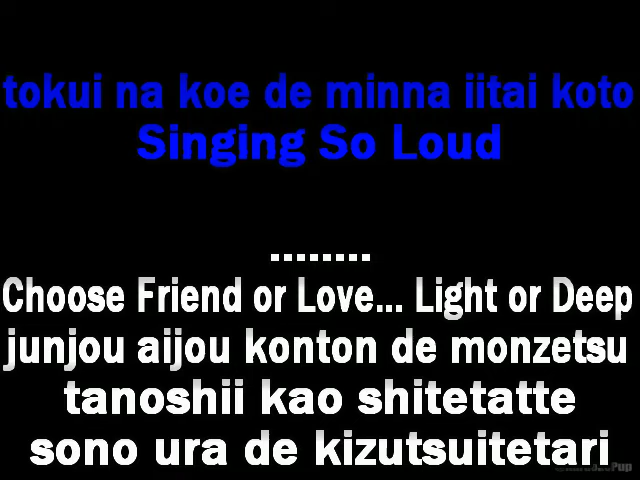 tokui na koe de minna iitai koto
Singing So Loud
........
Choose Friend or Love... Light or Deep
junjou aijou konton de monzetsu
tanoshii kao shitetatte
sono ura de kizutsuitetari